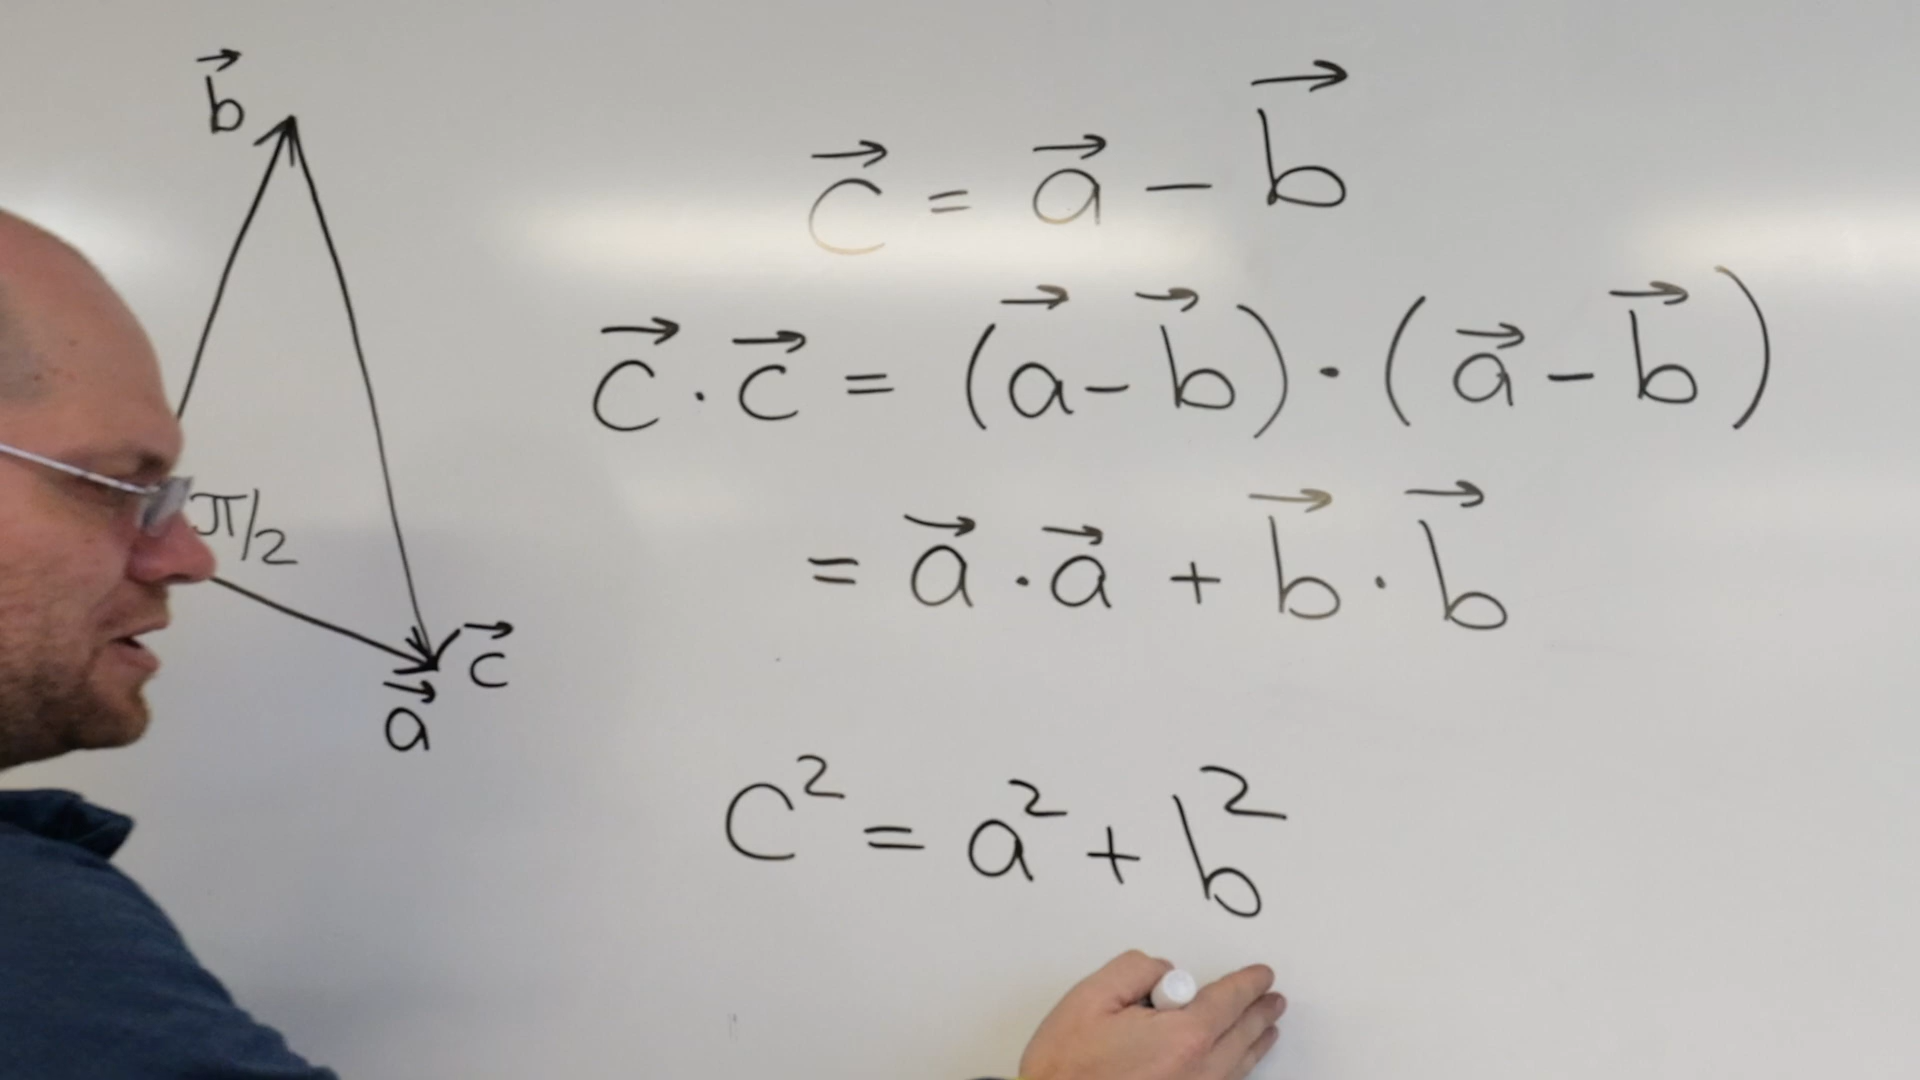 b⃗
π/2
c⃗
a⃗
c⃗ = a⃗ - b⃗
c⃗ · c⃗ = (a⃗ - b⃗) · (a⃗ - b⃗)
= a⃗ · a⃗ + b⃗ · b⃗
c² = a² + b²